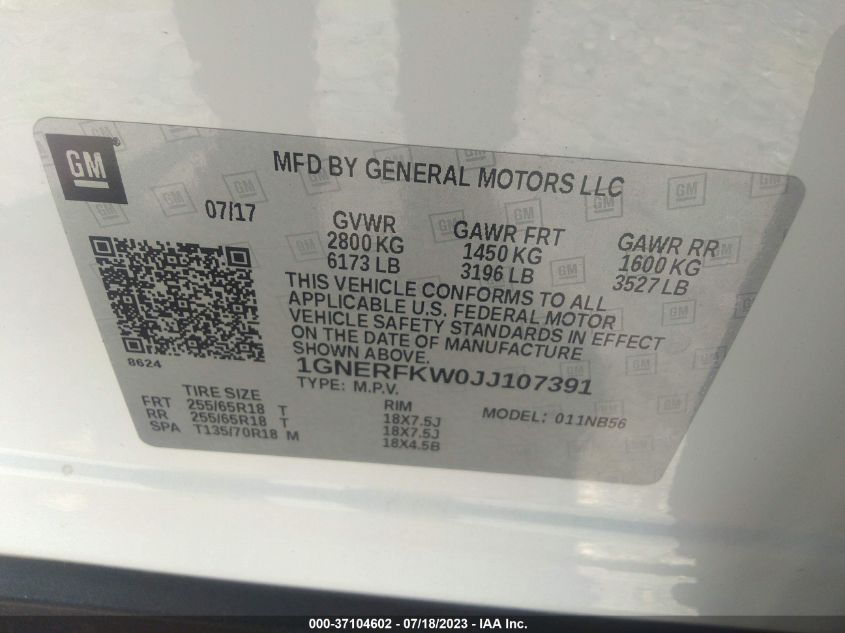 GM
MFD BY GENERAL MOTORS LLC
07/17
GVWR
2800 KG
6173 LB
GAWR FRT
1450 KG
3196 LB
GAWR RR
1600 KG
3527 LB
THIS VEHICLE CONFORMS TO ALL
APPLICABLE U.S. FEDERAL MOTOR
VEHICLE SAFETY STANDARDS IN EFFECT
ON THE DATE OF MANUFACTURE
SHOWN ABOVE.
8624
1GNERFKW0JJ107391
TYPE: M.P.V.
MODEL: 011NB56
TIRE SIZE
RIM
FRT 255/65R18 T 18X7.5J
RR 255/65R18 T 18X7.5J
SPA T135/70R18 M 18X4.5B
000-37104602 - 07/18/2023 - IAA Inc.